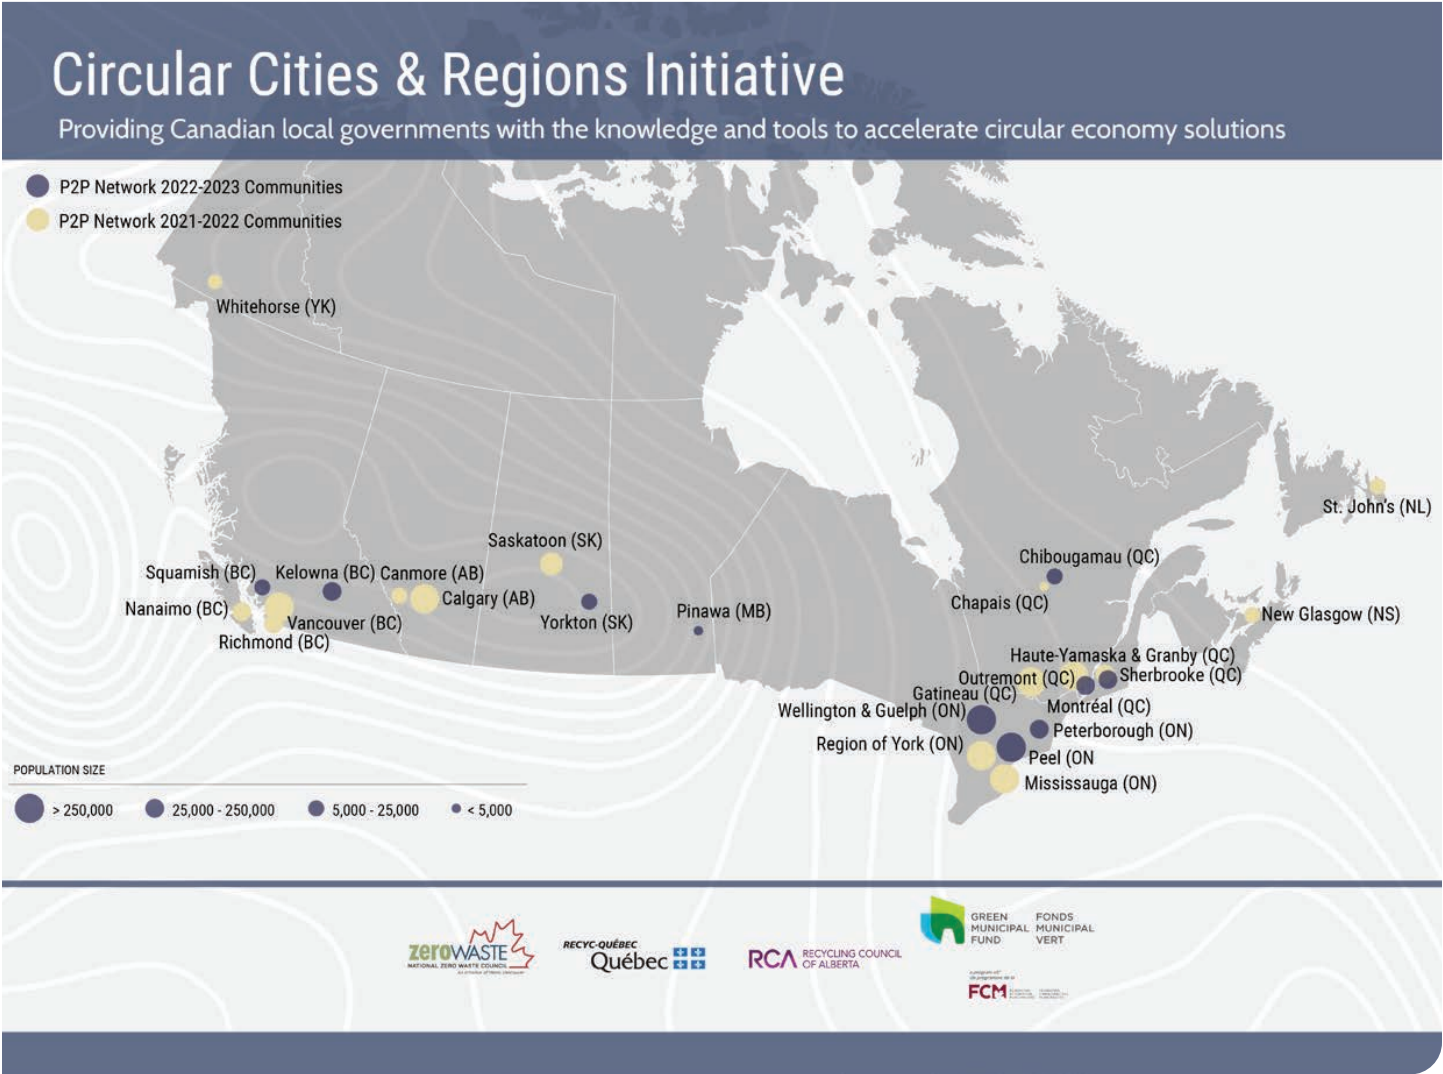 Circular Cities & Regions Initiative
Providing Canadian local governments with the knowledge and tools to accelerate circular economy solutions
P2P Network 2022-2023 Communities
P2P Network 2021-2022 Communities
Whitehorse (YK)
St. John's (NL)
Saskatoon (SK)
Chibougamau (QC)
Squamish (BC)
Kelowna (BC)
Canmore (AB)
Calgary (AB)
Chapais (QC)
Nanaimo (BC)
Vancouver (BC)
Yorkton (SK)
Pinawa (MB)
New Glasgow (NS)
Richmond (BC)
Haute-Yamaska & Granby (QC)
Outremont (QC)
Sherbrooke (QC)
Gatineau (QC)
Montréal (QC)
Wellington & Guelph (ON)
Peterborough (ON)
Region of York (ON)
Peel (ON
Mississauga (ON)
POPULATION SIZE
> 250,000
25,000 - 250,000
5,000 - 25,000
< 5,000
zeroWASTE
NATIONAL ZERO WASTE COUNCIL
RECYC-QUÉBEC
Québec
RCA
RECYCLING COUNCIL
OF ALBERTA
GREEN
MUNICIPAL
FUND
FONDS
MUNICIPAL
VERT
FCM